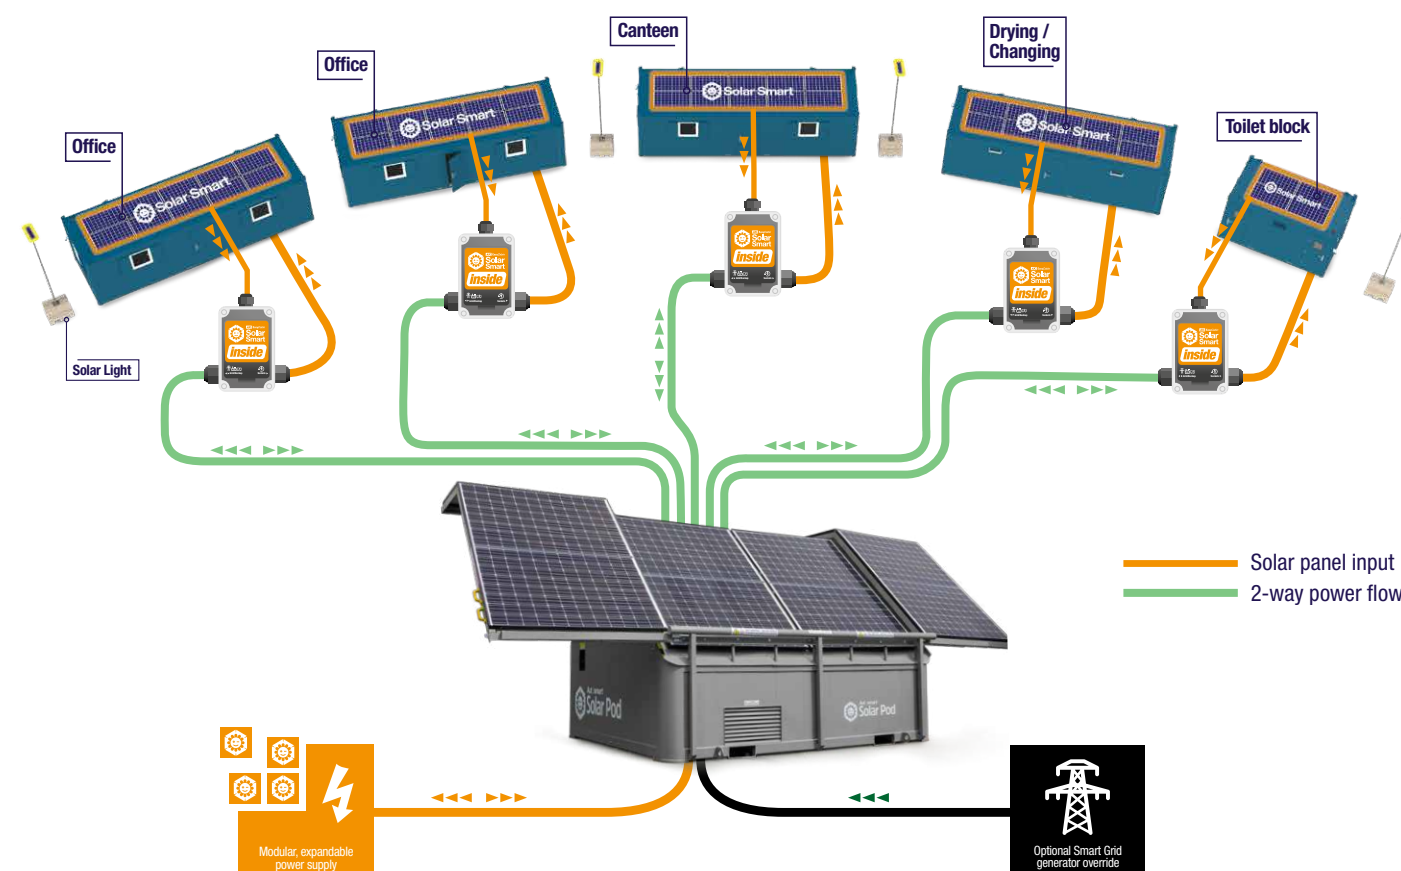 Canteen
Drying /
Changing
Office
Solar Smart
Solar Smart
Solar Smart
Toilet block
Office
Solar Smart
Solar Smart
Solar
Smart
inside
Solar
Smart
inside
Solar
Smart
inside
Solar
Smart
inside
Solar
Smart
inside
Solar Light
Solar panel input
2-way power flow
Solar Pod
Solar Pod
Modular, expandable
power supply
Optional Smart Grid
generator override